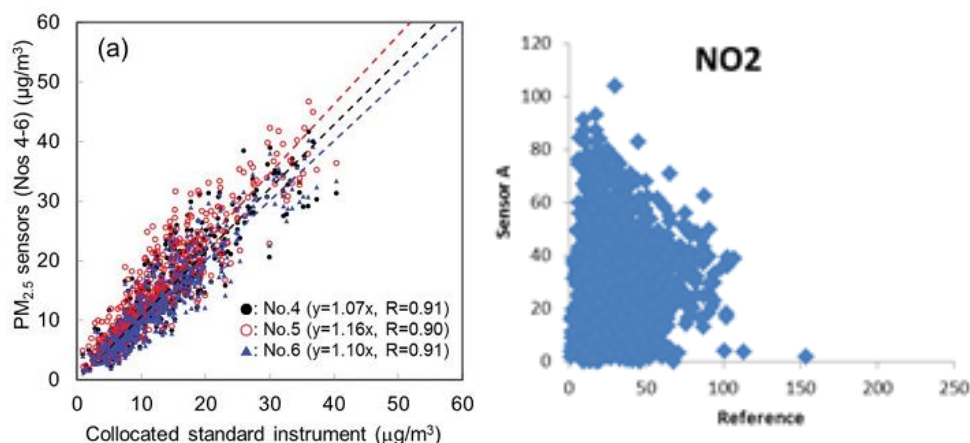 (a)
PM2.5 sensors (Nos 4-6) (μg/m³)
60
50
40
30
20
10
0
●: No.4 (y=1.07x, R=0.91)
○: No.5 (y=1.16x, R=0.90)
▲: No.6 (y=1.10x, R=0.91)
0 10 20 30 40 50 60
Collocated standard instrument (μg/m³)
NO2
Sensor A
120
100
80
60
40
20
0
0 50 100 150 200 250
Reference